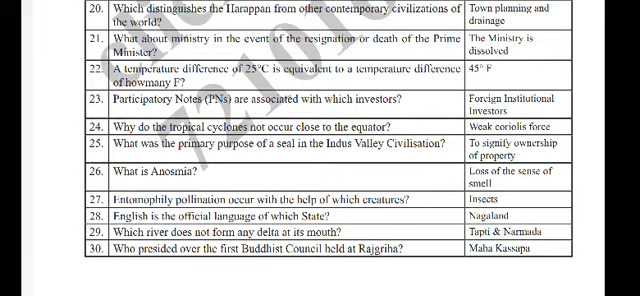 20. Which distinguishes the Harappan from other contemporary civilizations of the world? Town planning and drainage
21. What about ministry in the event of the resignation or death of the Prime Minister? The Ministry is dissolved
22. A temperature difference of 25°C is equivalent to a temperature difference of howmany F? 45° F
23. Participatory Notes (PNs) are associated with which investors? Foreign Institutional Investors
24. Why do the tropical cyclones not occur close to the equator? Weak coriolis force
25. What was the primary purpose of a seal in the Indus Valley Civilisation? To signify ownership of property
26. What is Anosmia? Loss of the sense of smell
27. Entomophily pollination occur with the help of which creatures? Insects
28. English is the official language of which State? Nagaland
29. Which river does not form any delta at its mouth? Tapti & Narmada
30. Who presided over the first Buddhist Council held at Rajgriha? Maha Kassapa